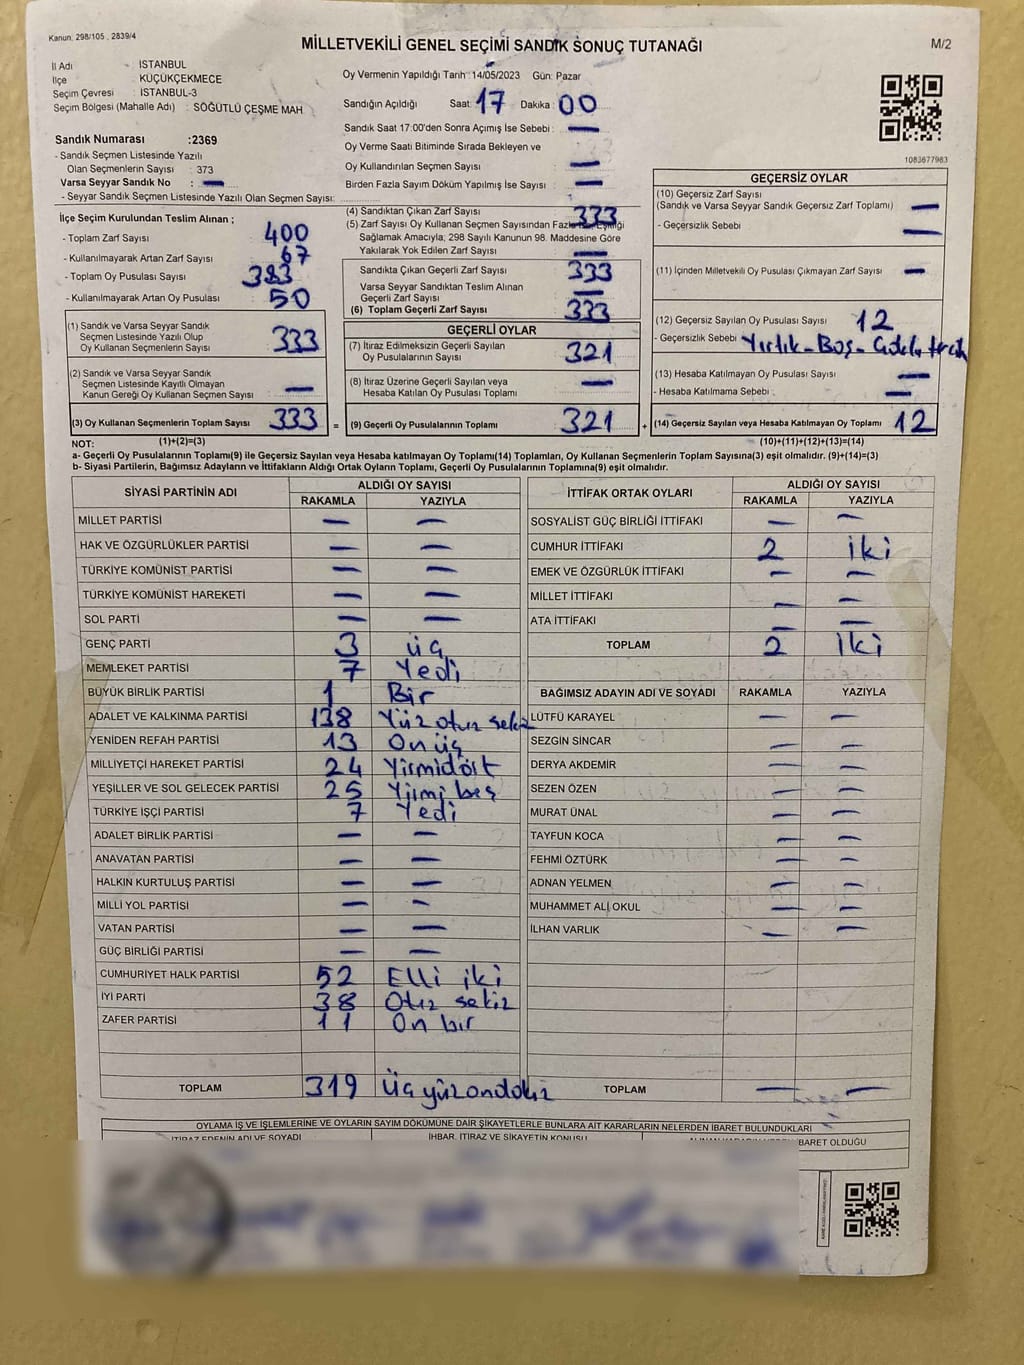 Kanun: 298/105 , 2839/4
MİLLETVEKİLİ GENEL SEÇİMİ SANDIK SONUÇ TUTANAĞI
M/2
İl Adı : İSTANBUL
İlçe : KÜÇÜKÇEKMECE
Seçim Çevresi : İSTANBUL-3
Seçim Bölgesi (Mahalle Adı) : SÖĞÜTLÜ ÇEŞME MAH
Sandık Numarası :2369
- Sandık Seçmen Listesinde Yazılı
Olan Seçmenlerin Sayısı : 373
Varsa Seyyar Sandık No : —
- Seyyar Sandık Seçmen Listesinde Yazılı Olan Seçmen Sayısı:
Oy Vermenin Yapıldığı Tarih :14/05/2023 Gün: Pazar
Sandığın Açıldığı Saat: 17 Dakika: 00
Sandık Saat 17:00'den Sonra Açımış İse Sebebi : —
Oy Verme Saati Bitiminde Sırada Bekleyen ve
Oy Kullandırılan Seçmen Sayısı : —
Birden Fazla Sayım Döküm Yapılmış İse Sayısı : —
1083677983
İlçe Seçim Kurulundan Teslim Alınan ;
- Toplam Zarf Sayısı 400
- Kullanılmayarak Artan Zarf Sayısı 67
- Toplam Oy Pusulası Sayısı 383
- Kullanılmayarak Artan Oy Pusulası 50
(4) Sandıktan Çıkan Zarf Sayısı : 333
(5) Zarf Sayısı Oy Kullanan Seçmen Sayısından Fazla İse, Eşitliği
Sağlamak Amacıyla; 298 Sayılı Kanunun 98. Maddesine Göre
Yakılarak Yok Edilen Zarf Sayısı : —
Sandıkta Çıkan Geçerli Zarf Sayısı 333
Varsa Seyyar Sandıktan Teslim Alınan
Geçerli Zarf Sayısı —
(6) Toplam Geçerli Zarf Sayısı : 333
GEÇERSİZ OYLAR
(10) Geçersiz Zarf Sayısı
(Sandık ve Varsa Seyyar Sandık Geçersiz Zarf Toplamı) —
- Geçersizlik Sebebi —
(11) İçinden Milletvekili Oy Pusulası Çıkmayan Zarf Sayısı —
(12) Geçersiz Sayılan Oy Pusulası Sayısı 12
- Geçersizlik Sebebi Yırtık-Boş-
(13) Hesaba Katılmayan Oy Pusulası Sayısı —
- Hesaba Katılmama Sebebi : —
(14) Geçersiz Sayılan veya Hesaba Katılmayan Oy Toplamı 12
(10)+(11)+(12)+(13)=(14)
(1) Sandık ve Varsa Seyyar Sandık
Seçmen Listesinde Yazılı Olup
Oy Kullanan Seçmenlerin Sayısı 333
(2) Sandık ve Varsa Seyyar Sandık
Seçmen Listesinde Kayıtlı Olmayan
Kanun Gereği Oy Kullanan Seçmen Sayısı —
(3) Oy Kullanan Seçmenlerin Toplam Sayısı 333 =
(1)+(2)=(3)
GEÇERLİ OYLAR
(7) İtiraz Edilmeksizin Geçerli Sayılan
Oy Pusulalarının Sayısı 321
(8) İtiraz Üzerine Geçerli Sayılan veya
Hesaba Katılan Oy Pusulası Toplamı —
(9) Geçerli Oy Pusulalarının Toplamı 321 +
NOT:
a- Geçerli Oy Pusulalarının Toplamı(9) ile Geçersiz Sayılan veya Hesaba katılmayan Oy Toplamı(14) Toplamları, Oy Kullanan Seçmenlerin Toplam Sayısına(3) eşit olmalıdır. (9)+(14)=(3)
b- Siyasi Partilerin, Bağımsız Adayların ve İttifakların Aldığı Ortak Oyların Toplamı, Geçerli Oy Pusulalarının Toplamına(9) eşit olmalıdır.
SİYASİ PARTİNİN ADI ALDIĞI OY SAYISI
RAKAMLA YAZIYLA
MİLLET PARTİSİ — —
HAK VE ÖZGÜRLÜKLER PARTİSİ — —
TÜRKİYE KOMÜNİST PARTİSİ — —
TÜRKİYE KOMÜNİST HAREKETİ — —
SOL PARTİ — —
GENÇ PARTİ 3 üç
MEMLEKET PARTİSİ 7 Yedi
BÜYÜK BİRLİK PARTİSİ 1 Bir
ADALET VE KALKINMA PARTİSİ 138 Yüz otuz sekiz
YENİDEN REFAH PARTİSİ 13 On üç
MİLLİYETÇİ HAREKET PARTİSİ 24 Yirmidört
YEŞİLLER VE SOL GELECEK PARTİSİ 25 Yirmi beş
TÜRKİYE İŞÇİ PARTİSİ 7 Yedi
ADALET BİRLİK PARTİSİ — —
ANAVATAN PARTİSİ — —
HALKIN KURTULUŞ PARTİSİ — —
MİLLİ YOL PARTİSİ — —
VATAN PARTİSİ — —
GÜÇ BİRLİĞİ PARTİSİ — —
CUMHURİYET HALK PARTİSİ 52 Elli iki
İYİ PARTİ 38 Otuz sekiz
ZAFER PARTİSİ 11 On bir
TOPLAM 319 Üçyüzondokuz
İTTİFAK ORTAK OYLARI ALDIĞI OY SAYISI
RAKAMLA YAZIYLA
SOSYALİST GÜÇ BİRLİĞİ İTTİFAKI — —
CUMHUR İTTİFAKI 2 iki
EMEK VE ÖZGÜRLÜK İTTİFAKI — —
MİLLET İTTİFAKI — —
ATA İTTİFAKI — —
TOPLAM 2 iki
BAĞIMSIZ ADAYIN ADI VE SOYADI RAKAMLA YAZIYLA
LÜTFÜ KARAYEL — —
SEZGİN SİNCAR — —
DERYA AKDEMİR — —
SEZEN ÖZEN — —
MURAT ÜNAL — —
TAYFUN KOCA — —
FEHMİ ÖZTÜRK — —
ADNAN YELMEN — —
MUHAMMET ALİ OKUL — —
İLHAN VARLIK — —
TOPLAM — —
OYLAMA İŞ VE İŞLEMLERİNE VE OYLARIN SAYIM DÖKÜMÜNE DAİR ŞİKAYETLERLE BUNLARA AİT KARARLARIN NELERDEN İBARET BULUNDUKLARI
İTİRAZ EDENİN ADI VE SOYADI İHBAR, İTİRAZ VE ŞİKAYETİN KONUSU İBARET OLDUĞU